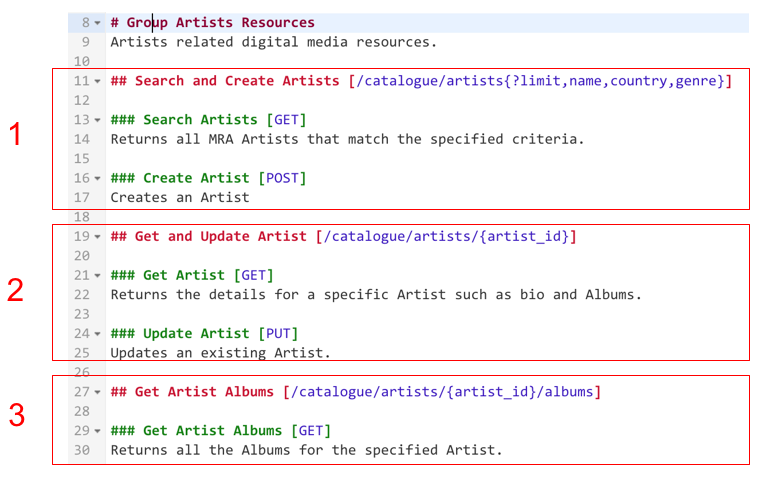 8 # Group Artists Resources
9 Artists related digital media resources.
10
11 ## Search and Create Artists [/catalogue/artists{?limit,name,country,genre}]
12
1
13 ### Search Artists [GET]
14 Returns all MRA Artists that match the specified criteria.
15
16 ### Create Artist [POST]
17 Creates an Artist
18
19 ## Get and Update Artist [/catalogue/artists/{artist_id}]
20
21 ### Get Artist [GET]
2
22 Returns the details for a specific Artist such as bio and Albums.
23
24 ### Update Artist [PUT]
25 Updates an existing Artist.
26
27 ## Get Artist Albums [/catalogue/artists/{artist_id}/albums]
3
28
29 ### Get Artist Albums [GET]
30 Returns all the Albums for the specified Artist.